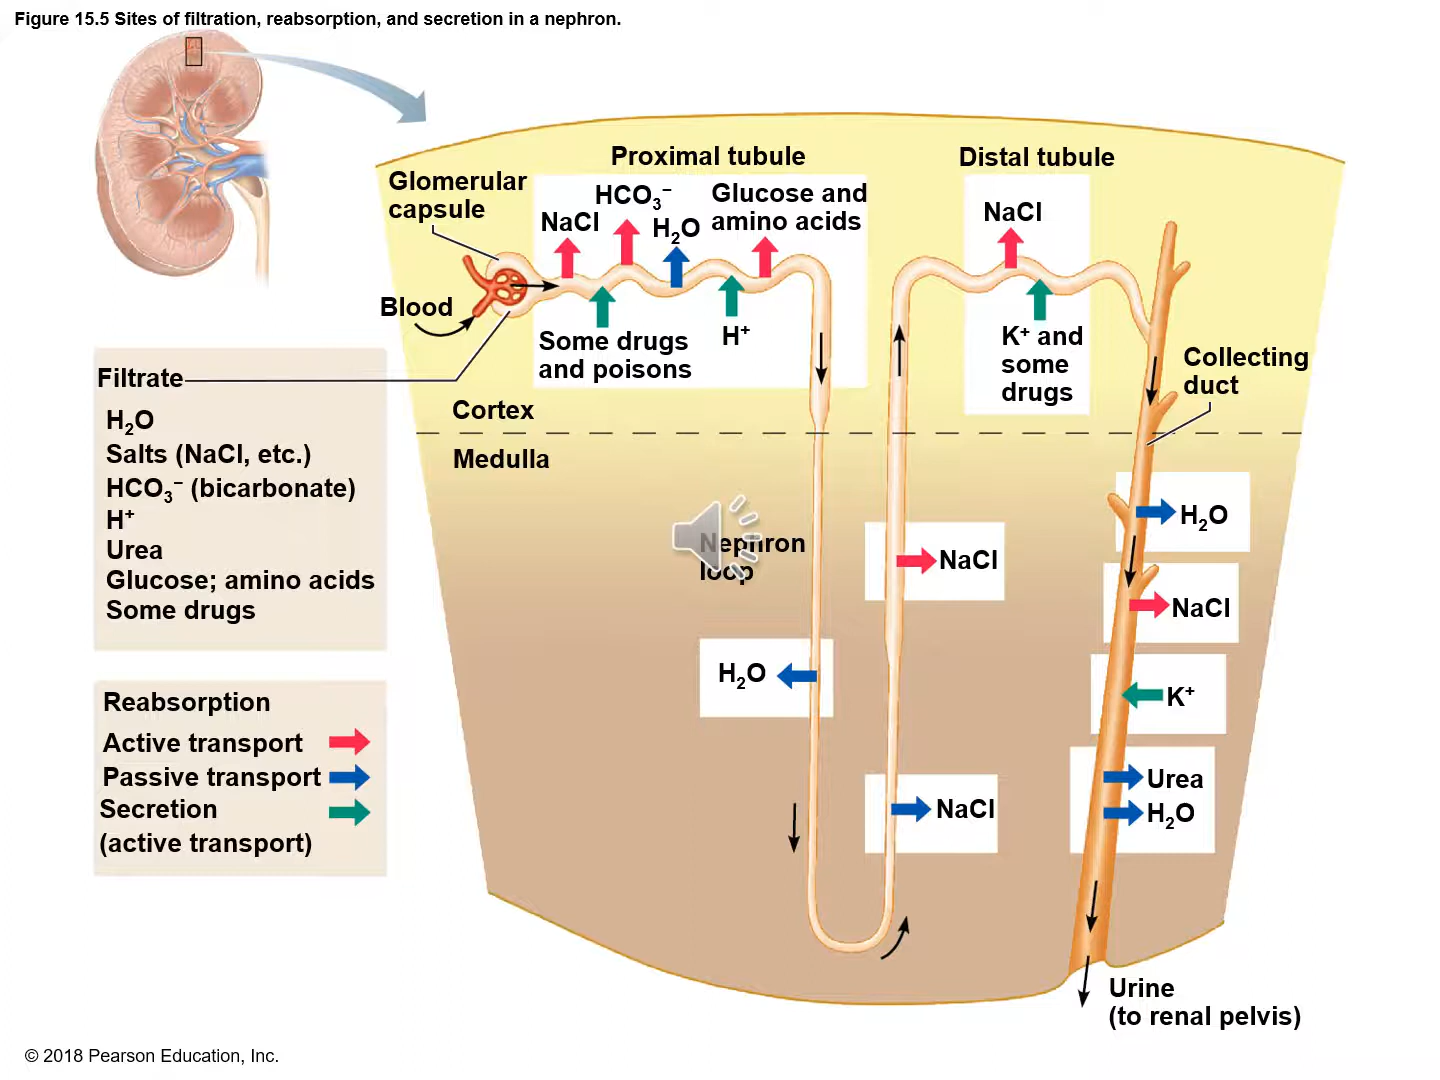 Figure 15.5 Sites of filtration, reabsorption, and secretion in a nephron.
Proximal tubule
Distal tubule
Glomerular
capsule
NaCl
HCO₃⁻
H₂O
Glucose and
amino acids
NaCl
Blood
Some drugs
and poisons
H⁺
K⁺ and
some
drugs
Collecting
duct
Filtrate
H₂O
Salts (NaCl, etc.)
HCO₃⁻ (bicarbonate)
H⁺
Urea
Glucose; amino acids
Some drugs
Cortex
Medulla
Nephron
loop
H₂O
NaCl
NaCl
H₂O
NaCl
K⁺
Urea
H₂O
Reabsorption
Active transport
Passive transport
Secretion
(active transport)
Urine
(to renal pelvis)
© 2018 Pearson Education, Inc.